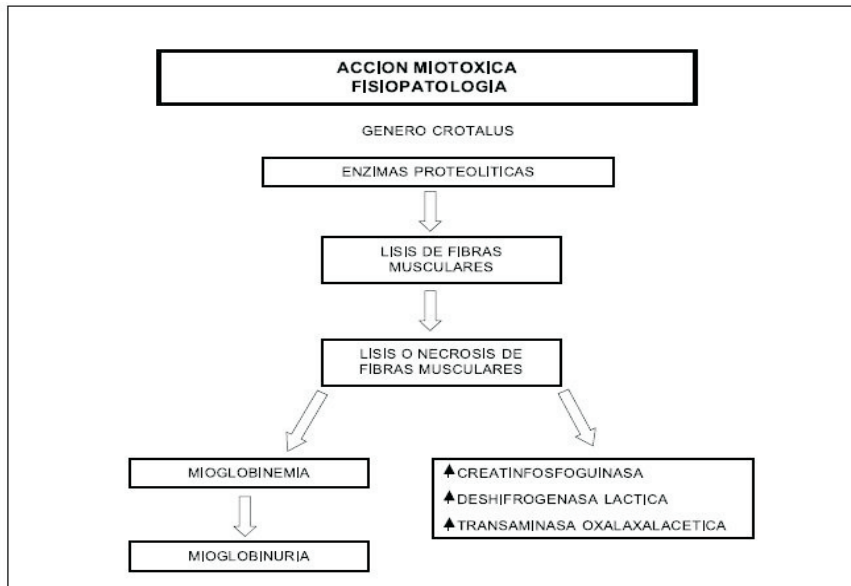 ACCION MIOTOXICA
FISIOPATOLOGIA
GENERO CROTALUS
ENZIMAS PROTEOLITICAS
LISIS DE FIBRAS
MUSCULARES
LISIS O NECROSIS DE
FIBRAS MUSCULARES
MIOGLOBINEMIA
MIOGLOBINURIA
CREATINFOSFOGUINASA
DESHIFROGENASA LACTICA
TRANSAMINASA OXALAXALACETICA